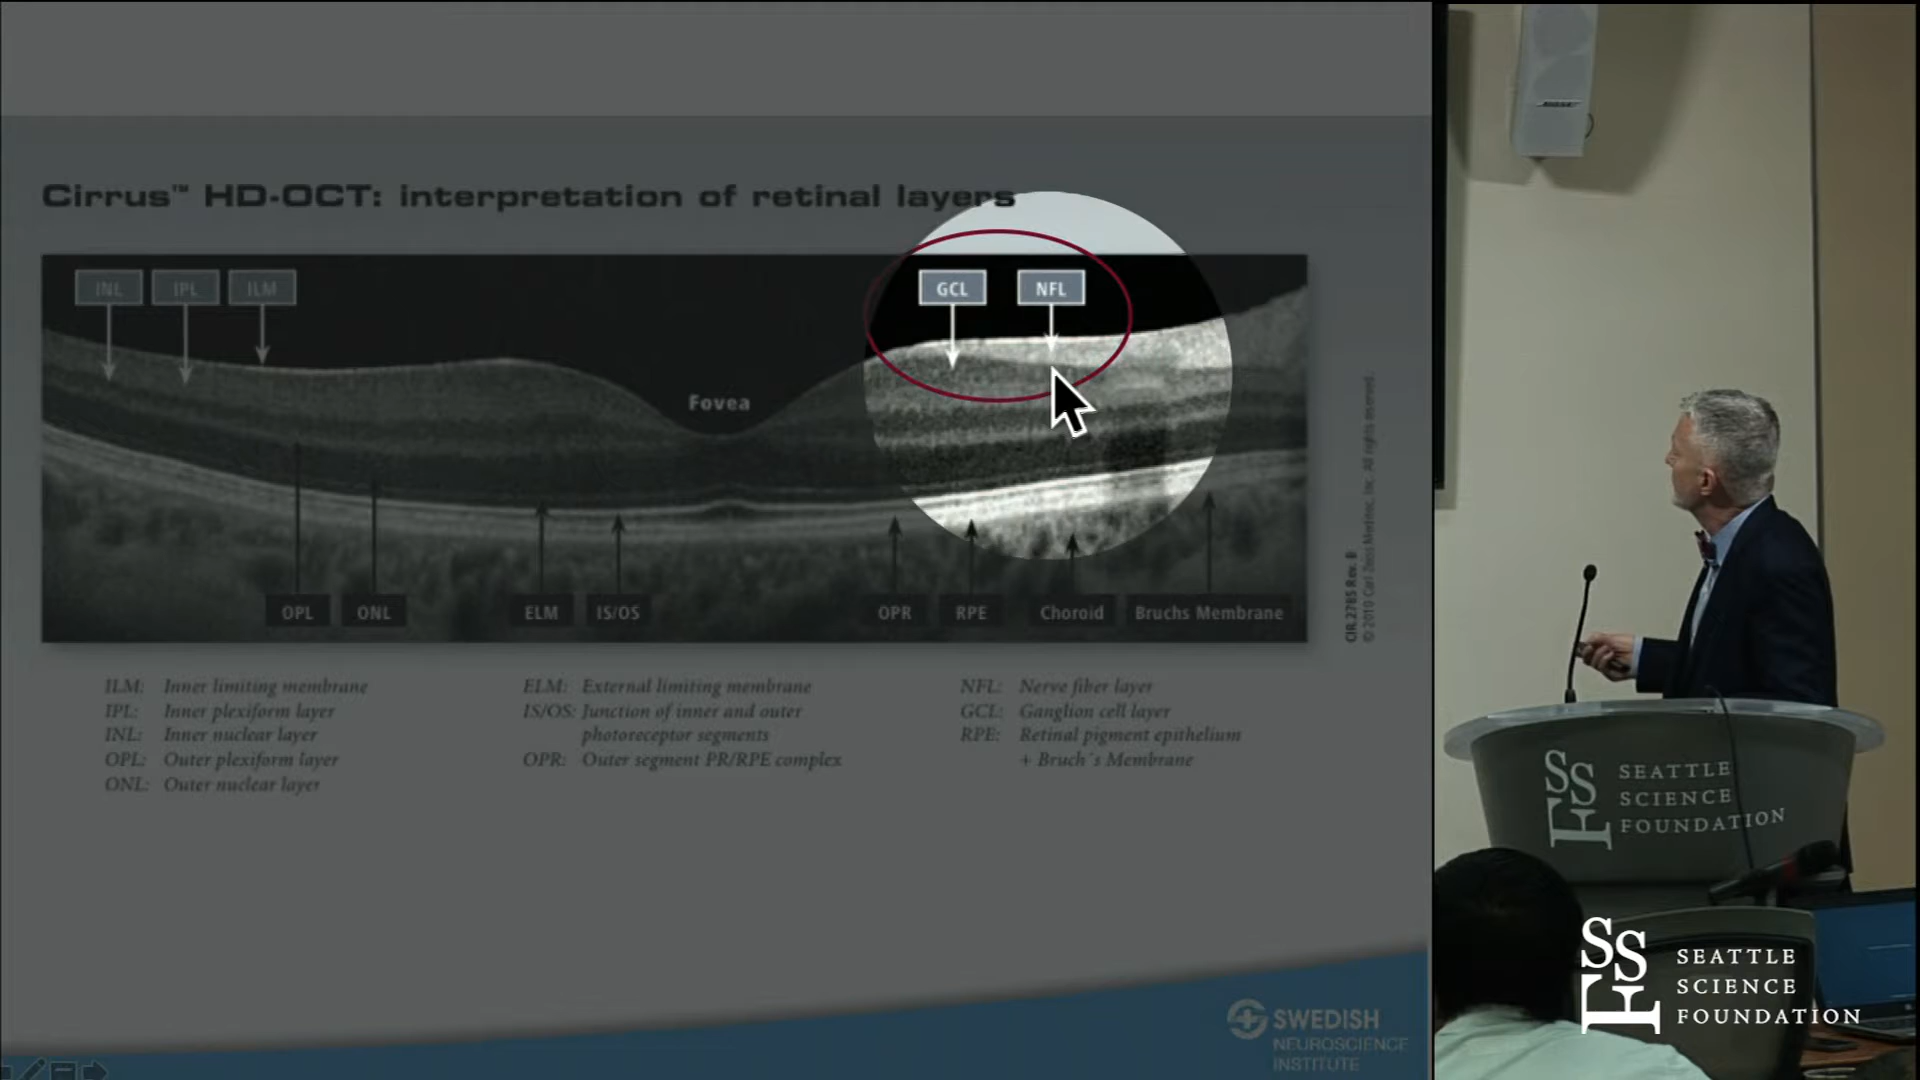 Cirrus™ HD-OCT: interpretation of retinal layers
INL IPL ILM GCL NFL
Fovea
OPL ONL ELM IS/OS OPR RPE Choroid Bruchs Membrane
CIR.2765 Rev. B
© 2010 Carl Zeiss Meditec, Inc. All rights reserved.
ILM: Inner limiting membrane
IPL: Inner plexiform layer
INL: Inner nuclear layer
OPL: Outer plexiform layer
ONL: Outer nuclear layer
ELM: External limiting membrane
IS/OS: Junction of inner and outer
photoreceptor segments
OPR: Outer segment PR/RPE complex
NFL: Nerve fiber layer
GCL: Ganglion cell layer
RPE: Retinal pigment epithelium
+ Bruch´s Membrane
SWEDISH
NEUROSCIENCE
INSTITUTE
BOSE
SSF
SEATTLE
SCIENCE
FOUNDATION
SSF
SEATTLE
SCIENCE
FOUNDATION